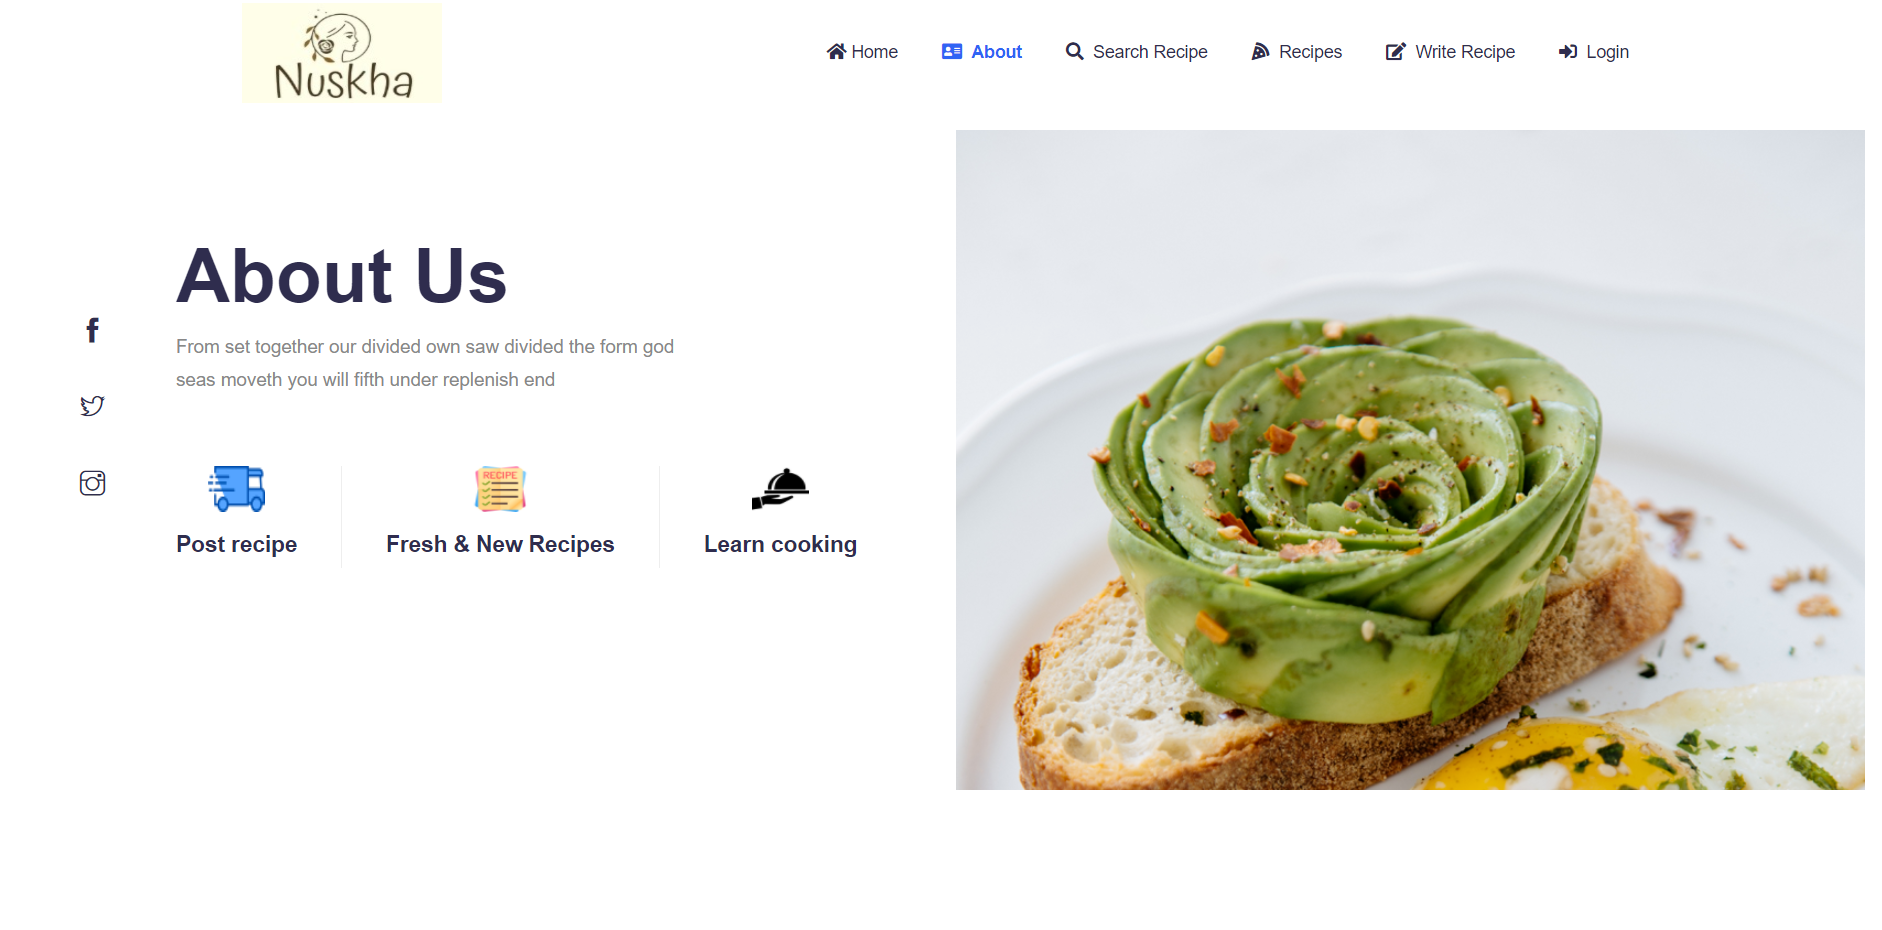 Nuskha
Home
About
Search Recipe
Recipes
Write Recipe
Login
About Us
From set together our divided own saw divided the form god
seas moveth you will fifth under replenish end
RECIPE
Post recipe
Fresh & New Recipes
Learn cooking